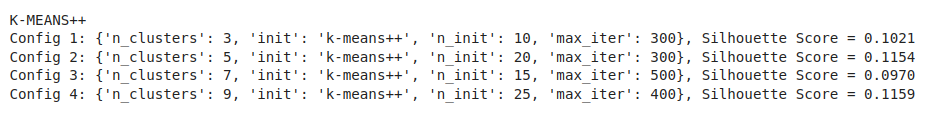 K-MEANS++
Config 1: {'n_clusters': 3, 'init': 'k-means++', 'n_init': 10, 'max_iter': 300}, Silhouette Score = 0.1021
Config 2: {'n_clusters': 5, 'init': 'k-means++', 'n_init': 20, 'max_iter': 300}, Silhouette Score = 0.1154
Config 3: {'n_clusters': 7, 'init': 'k-means++', 'n_init': 15, 'max_iter': 500}, Silhouette Score = 0.0970
Config 4: {'n_clusters': 9, 'init': 'k-means++', 'n_init': 25, 'max_iter': 400}, Silhouette Score = 0.1159